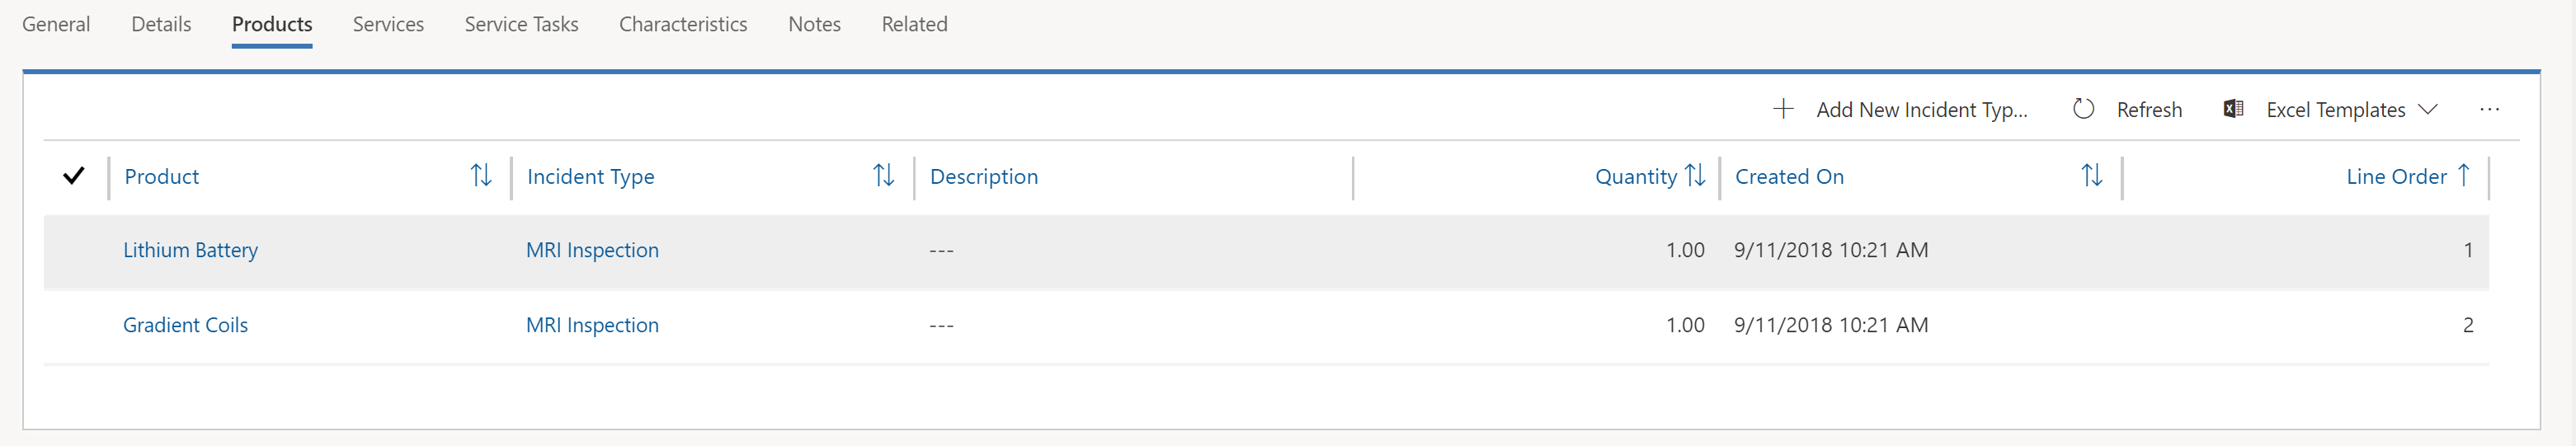 General Details Products Services Service Tasks Characteristics Notes Related
Add New Incident Typ... Refresh Excel Templates ...
Product Incident Type Description Quantity Created On Line Order
Lithium Battery MRI Inspection --- 1.00 9/11/2018 10:21 AM 1
Gradient Coils MRI Inspection --- 1.00 9/11/2018 10:21 AM 2